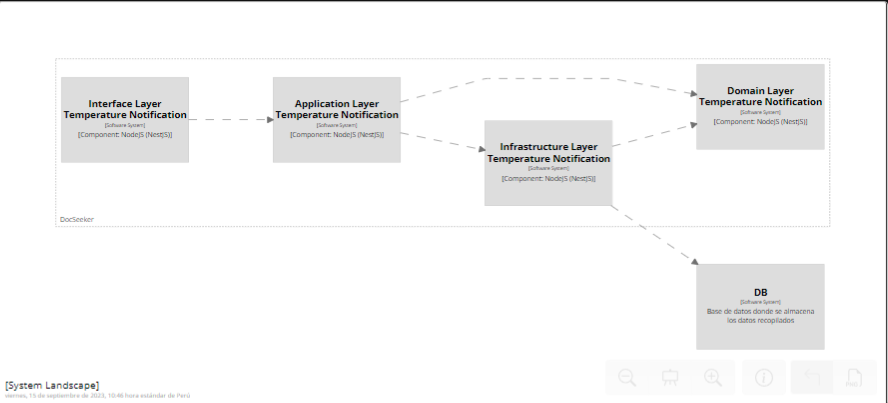 Interface Layer
Temperature Notification
[Software System]
[Component: NodeJS (NestJS)]
Application Layer
Temperature Notification
[Software System]
[Component: NodeJS (NestJS)]
Infrastructure Layer
Temperature Notification
[Software System]
[Component: NodeJS (NestJS)]
Domain Layer
Temperature Notification
[Software System]
[Component: NodeJS (NestJS)]
DocSeeker
DB
[Software System]
Base de datos donde se almacena
los datos recopilados
[System Landscape]
viernes, 15 de septiembre de 2023, 10:46 hora estándar de Perú